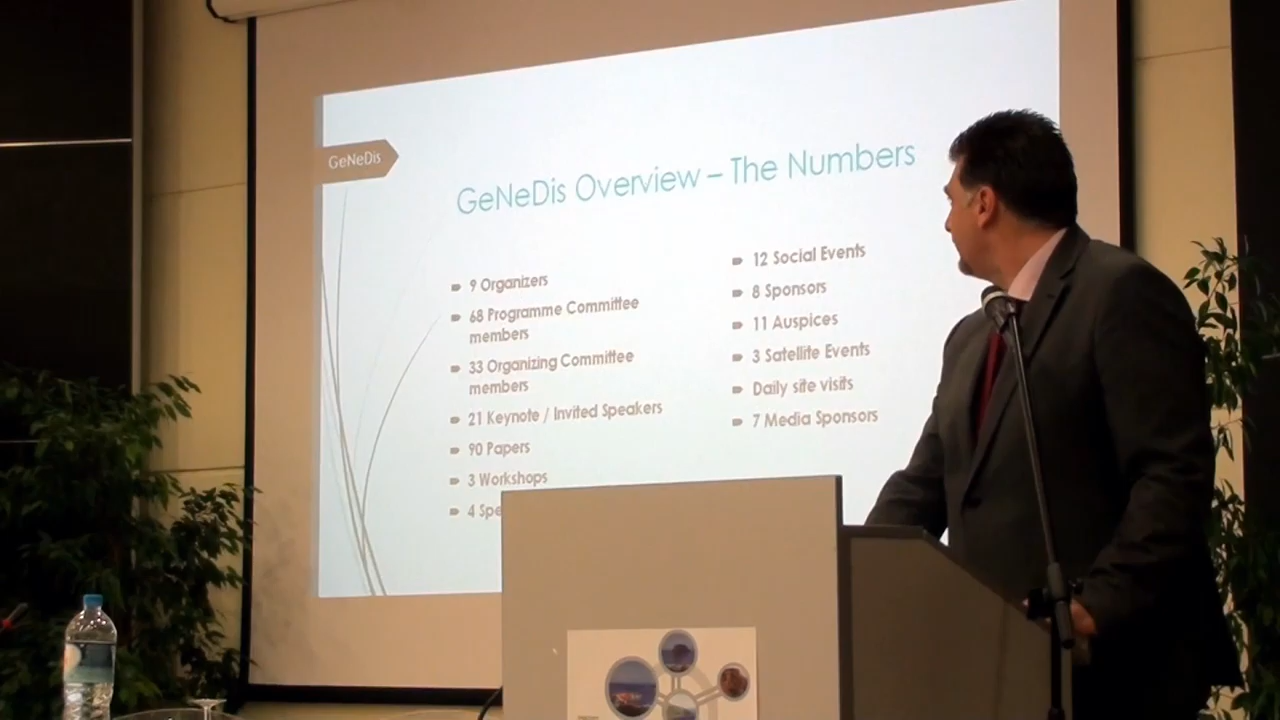 GeNeDis
GeNeDis Overview – The Numbers
9 Organizers
68 Programme Committee
members
33 Organizing Committee
members
21 Keynote / Invited Speakers
90 Papers
3 Workshops
4 Spe
12 Social Events
8 Sponsors
11 Auspices
3 Satellite Events
Daily site visits
7 Media Sponsors